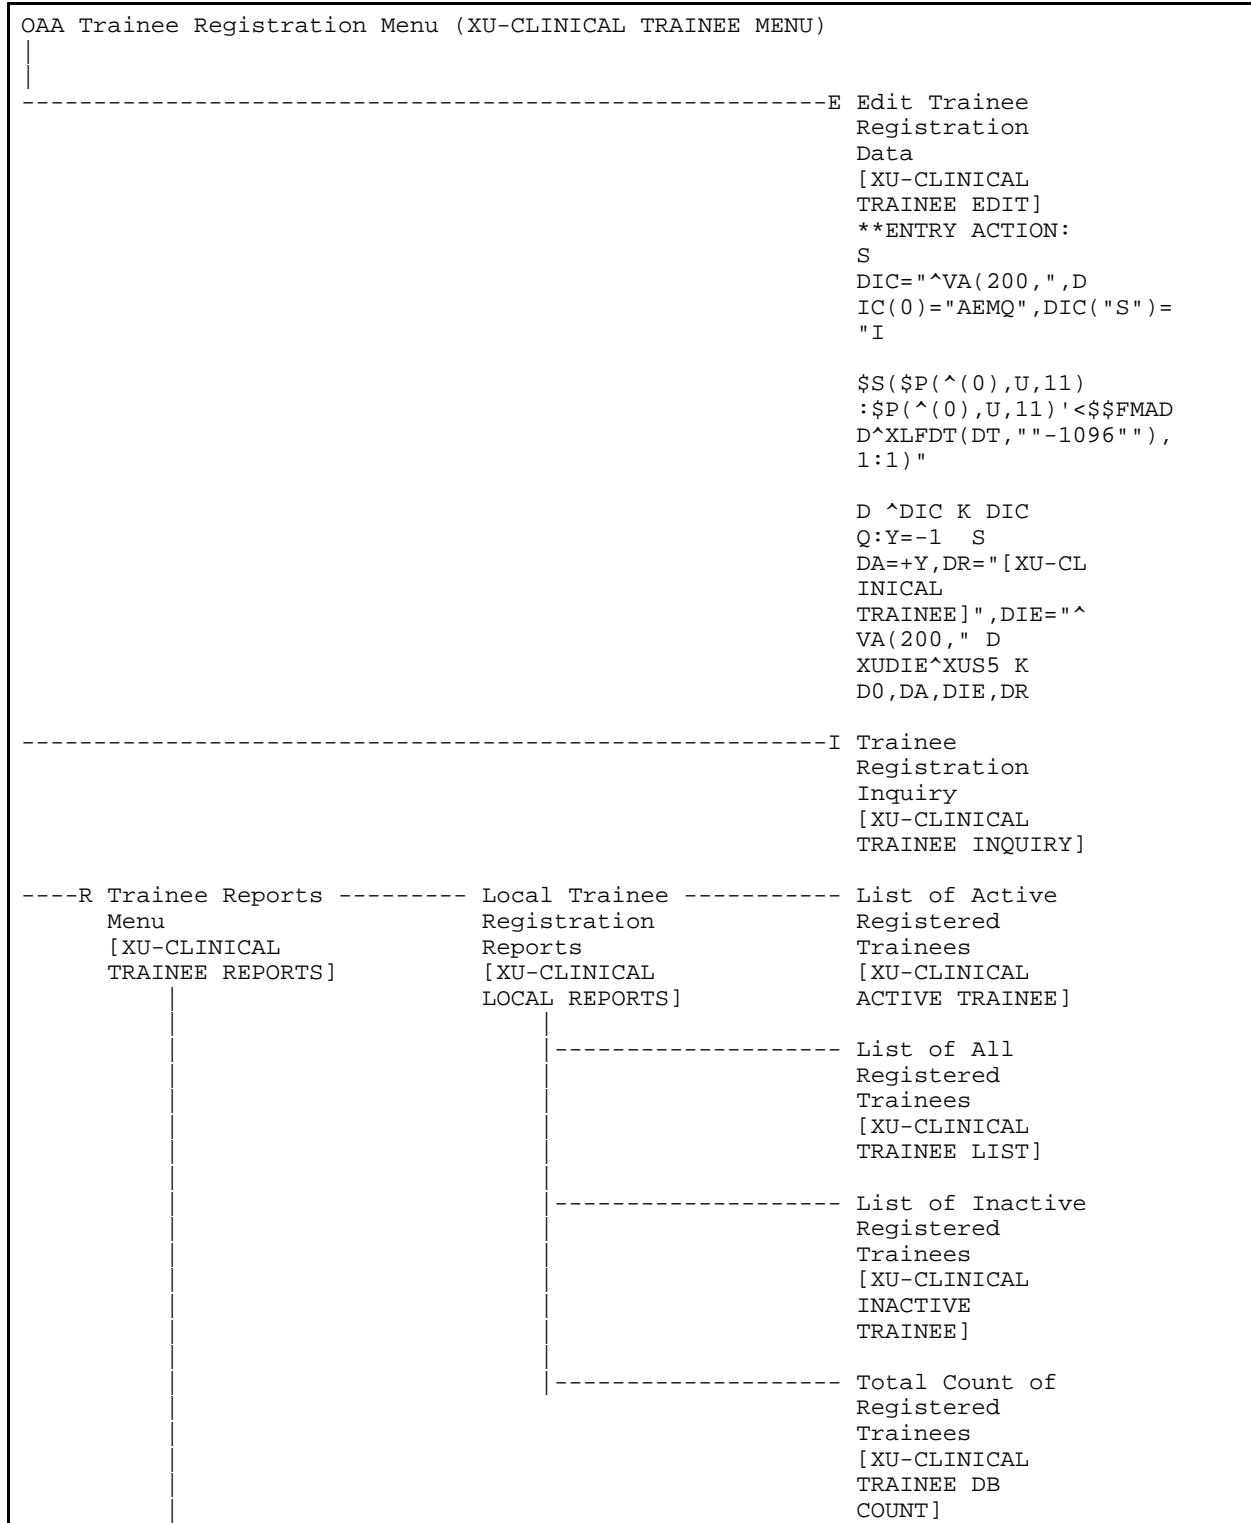 OAA Trainee Registration Menu (XU-CLINICAL TRAINEE MENU)
|
|
--------------------------------------------------------E Edit Trainee
Registration
Data
[XU-CLINICAL
TRAINEE EDIT]
**ENTRY ACTION:
S
DIC="^VA(200,",D
IC(0)="AEMQ",DIC("S")=
"I
$S($P(^(0),U,11)
:$P(^(0),U,11)'<$$FMAD
D^XLFDT(DT,""-1096""),
1:1)"
D ^DIC K DIC
Q:Y=-1  S
DA=+Y,DR="[XU-CL
INICAL
TRAINEE]",DIE="^
VA(200," D
XUDIE^XUS5 K
D0,DA,DIE,DR
--------------------------------------------------------I Trainee
Registration
Inquiry
[XU-CLINICAL
TRAINEE INQUIRY]
----R Trainee Reports --------- Local Trainee ----------- List of Active
Menu Registration Registered
[XU-CLINICAL Reports Trainees
TRAINEE REPORTS] [XU-CLINICAL [XU-CLINICAL
LOCAL REPORTS] ACTIVE TRAINEE]
|-------------------- List of All
Registered
Trainees
[XU-CLINICAL
TRAINEE LIST]
|-------------------- List of Inactive
Registered
Trainees
[XU-CLINICAL
INACTIVE
TRAINEE]
|-------------------- Total Count of
Registered
Trainees
[XU-CLINICAL
TRAINEE DB
COUNT]